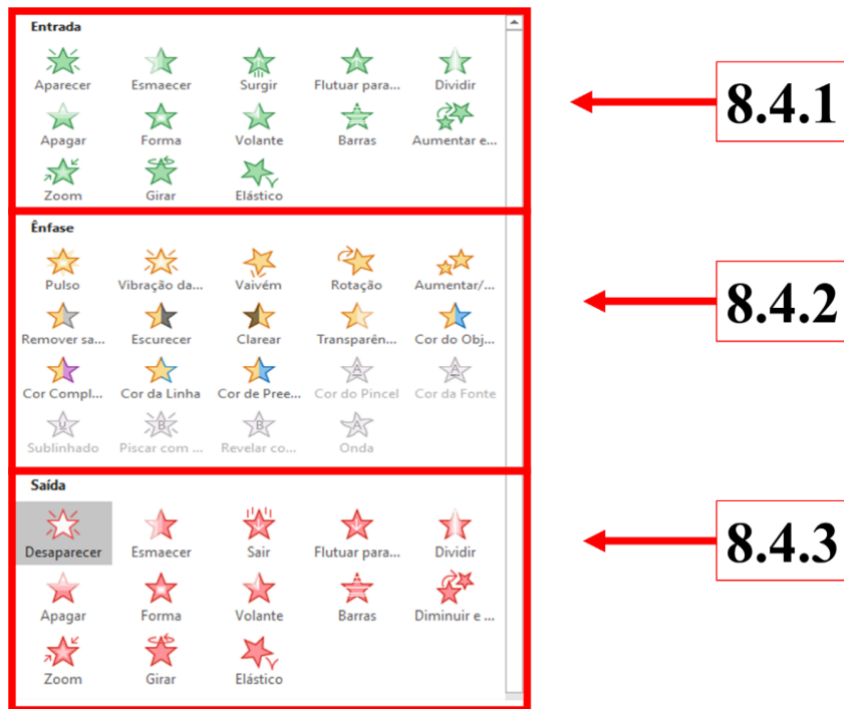 Entrada
Aparecer Esmaecer Surgir Flutuar para... Dividir
Apagar Forma Volante Barras Aumentar e...
Zoom Girar Elástico
8.4.1
Ênfase
Pulso Vibração da... Vaivém Rotação Aumentar/...
Remover sa... Escurecer Clarear Transparên... Cor do Obj...
Cor Compl... Cor da Linha Cor de Pree... Cor do Pincel Cor da Fonte
Sublinhado Piscar com ... Revelar co... Onda
8.4.2
Saída
Desaparecer Esmaecer Sair Flutuar para... Dividir
Apagar Forma Volante Barras Diminuir e ...
Zoom Girar Elástico
8.4.3